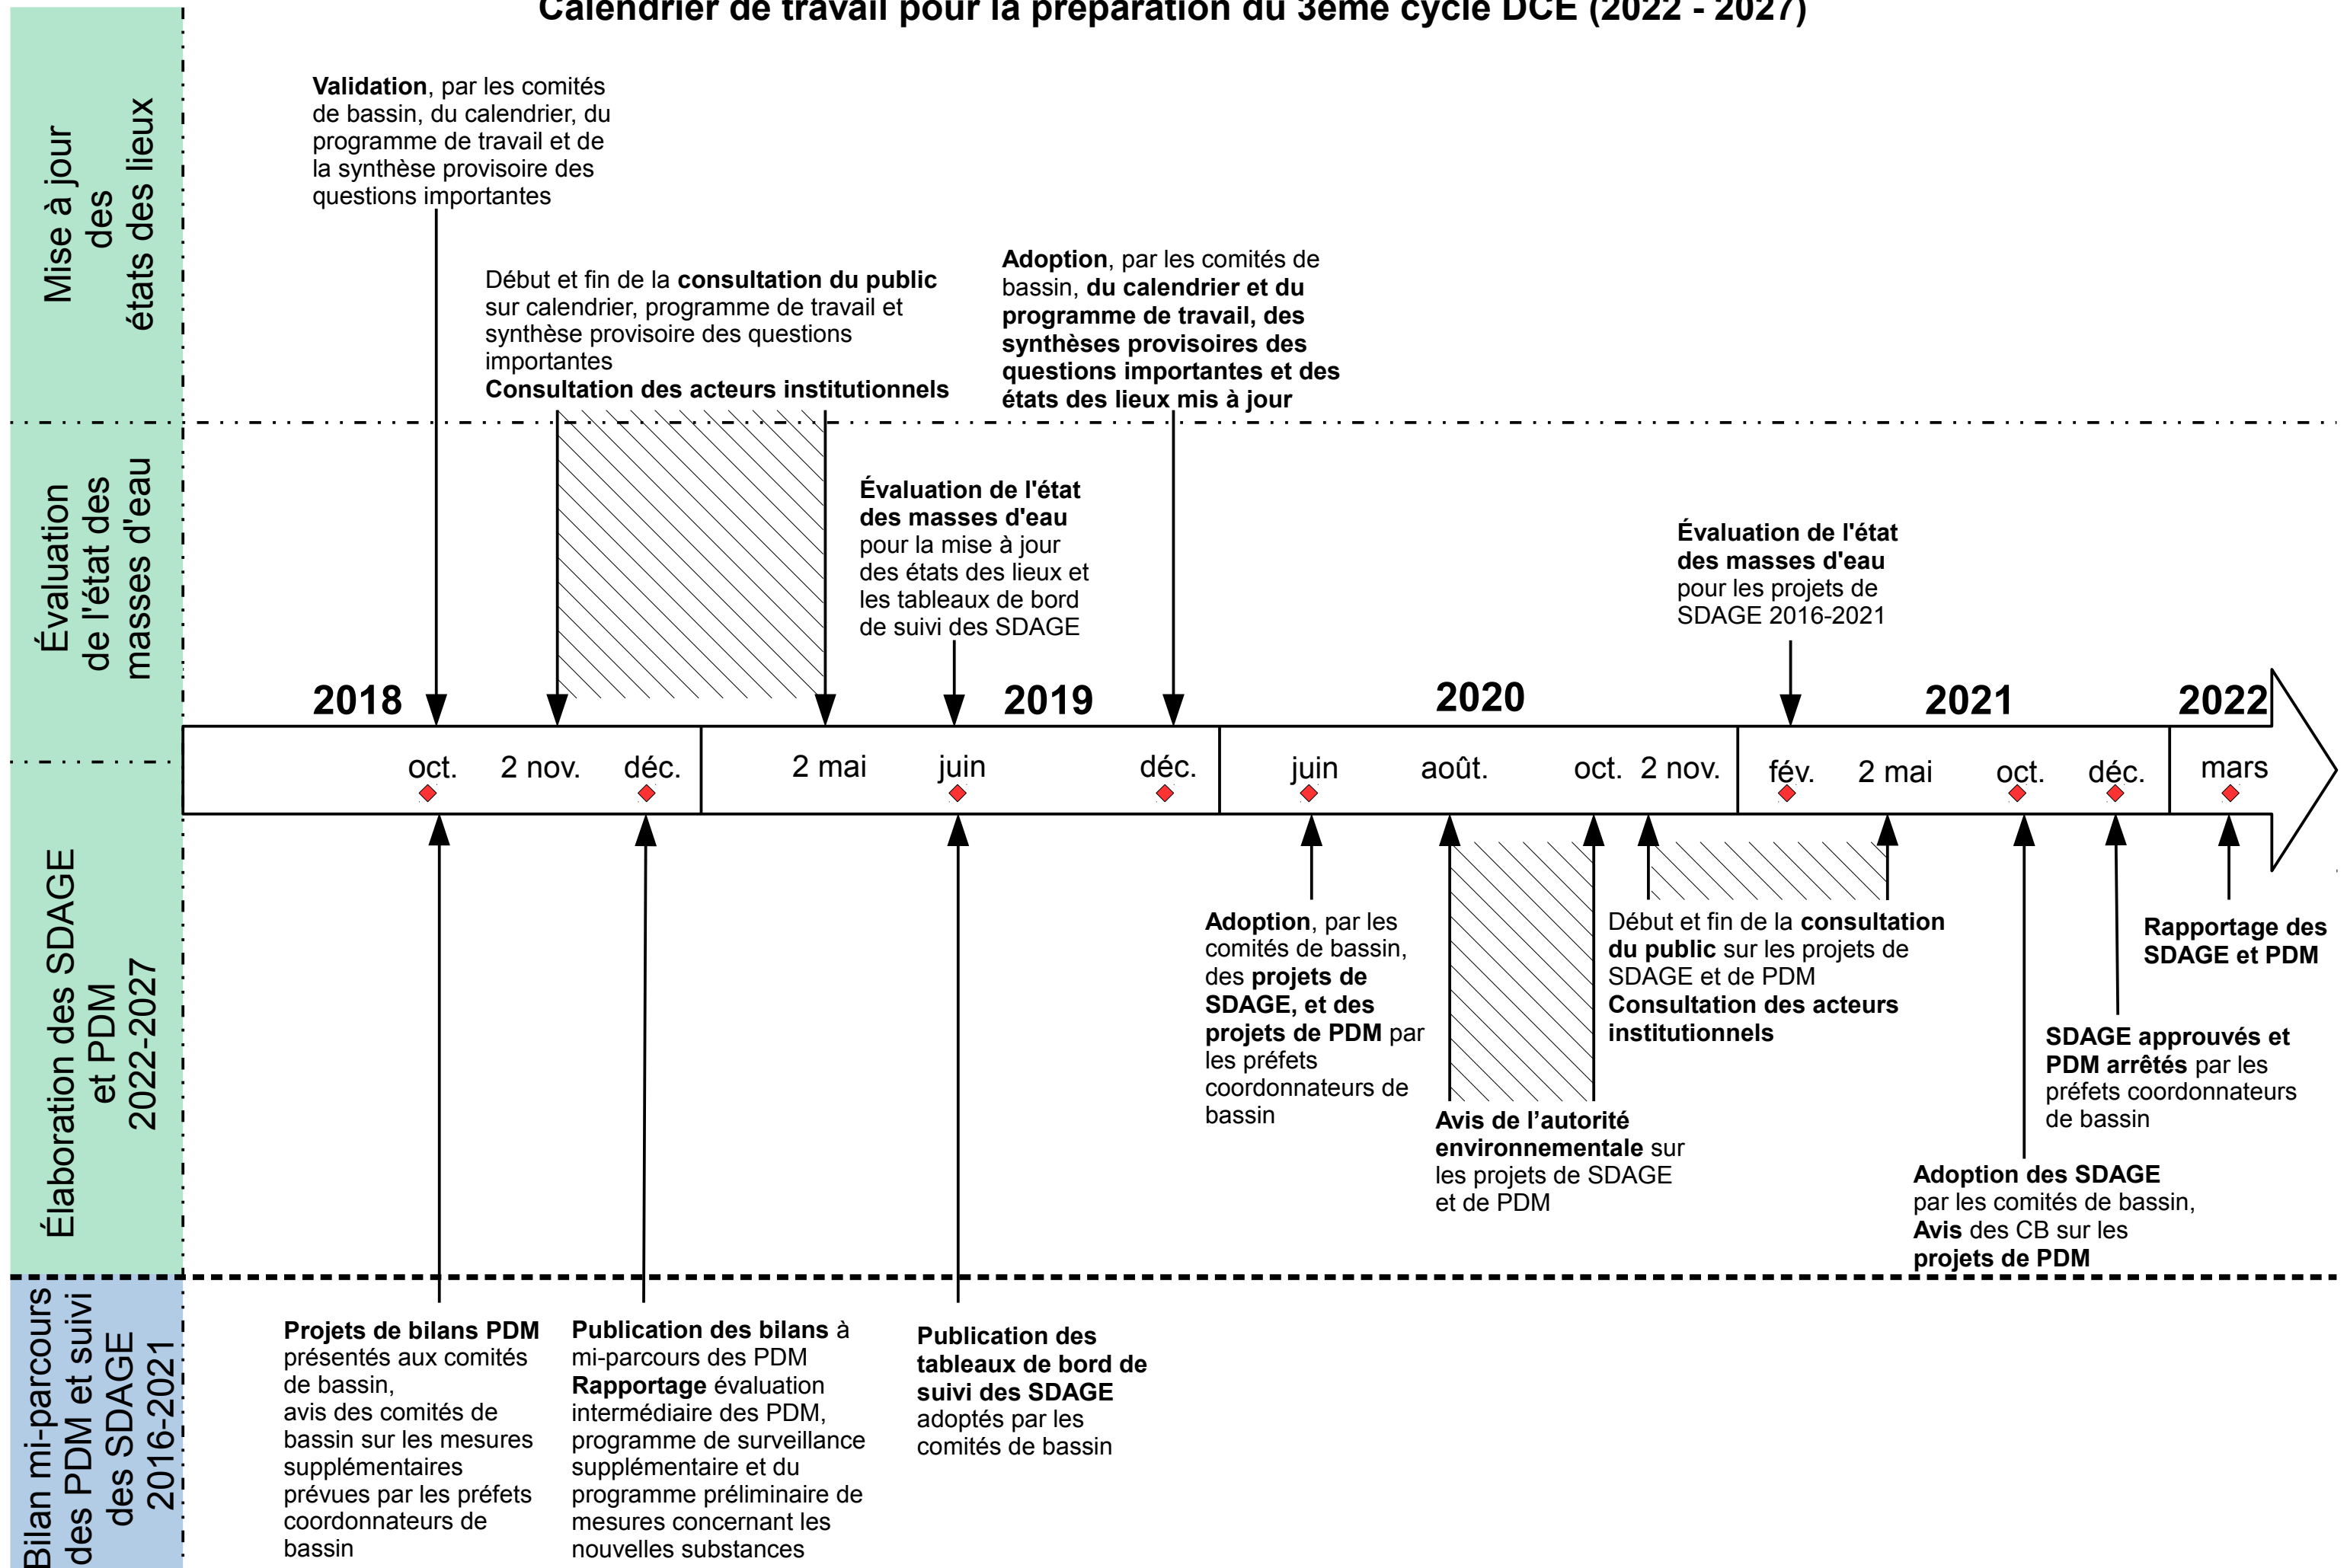 Calendrier de travail pour la préparation du 3ème cycle DCE (2022 - 2027)
Mise à jour
des
états des lieux
Validation, par les comités
de bassin, du calendrier, du
programme de travail et de
la synthèse provisoire des
questions importantes
Début et fin de la consultation du public
sur calendrier, programme de travail et
synthèse provisoire des questions
importantes
Consultation des acteurs institutionnels
Adoption, par les comités de
bassin, du calendrier et du
programme de travail, des
synthèses provisoires des
questions importantes et des
états des lieux mis à jour
Évaluation
de l'état des
masses d'eau
Évaluation de l'état
des masses d'eau
pour la mise à jour
des états des lieux et
les tableaux de bord
de suivi des SDAGE
Évaluation de l'état
des masses d'eau
pour les projets de
SDAGE 2016-2021
2018
2019
2020
2021
2022
oct.
2 nov.
déc.
2 mai
juin
déc.
juin
août.
oct.
2 nov.
fév.
2 mai
oct.
déc.
mars
Élaboration des SDAGE
et PDM
2022-2027
Adoption, par les
comités de bassin,
des projets de
SDAGE, et des
projets de PDM par
les préfets
coordonnateurs de
bassin
Avis de l’autorité
environnementale sur
les projets de SDAGE
et de PDM
Début et fin de la consultation
du public sur les projets de
SDAGE et de PDM
Consultation des acteurs
institutionnels
Rapportage des
SDAGE et PDM
SDAGE approuvés et
PDM arrêtés par les
préfets coordonnateurs
de bassin
Adoption des SDAGE
par les comités de bassin,
Avis des CB sur les
projets de PDM
Bilan mi-parcours
des PDM et suivi
des SDAGE
2016-2021
Projets de bilans PDM
présentés aux comités
de bassin,
avis des comités de
bassin sur les mesures
supplémentaires
prévues par les préfets
coordonnateurs de
bassin
Publication des bilans à
mi-parcours des PDM
Rapportage évaluation
intermédiaire des PDM,
programme de surveillance
supplémentaire et du
programme préliminaire de
mesures concernant les
nouvelles substances
Publication des
tableaux de bord de
suivi des SDAGE
adoptés par les
comités de bassin